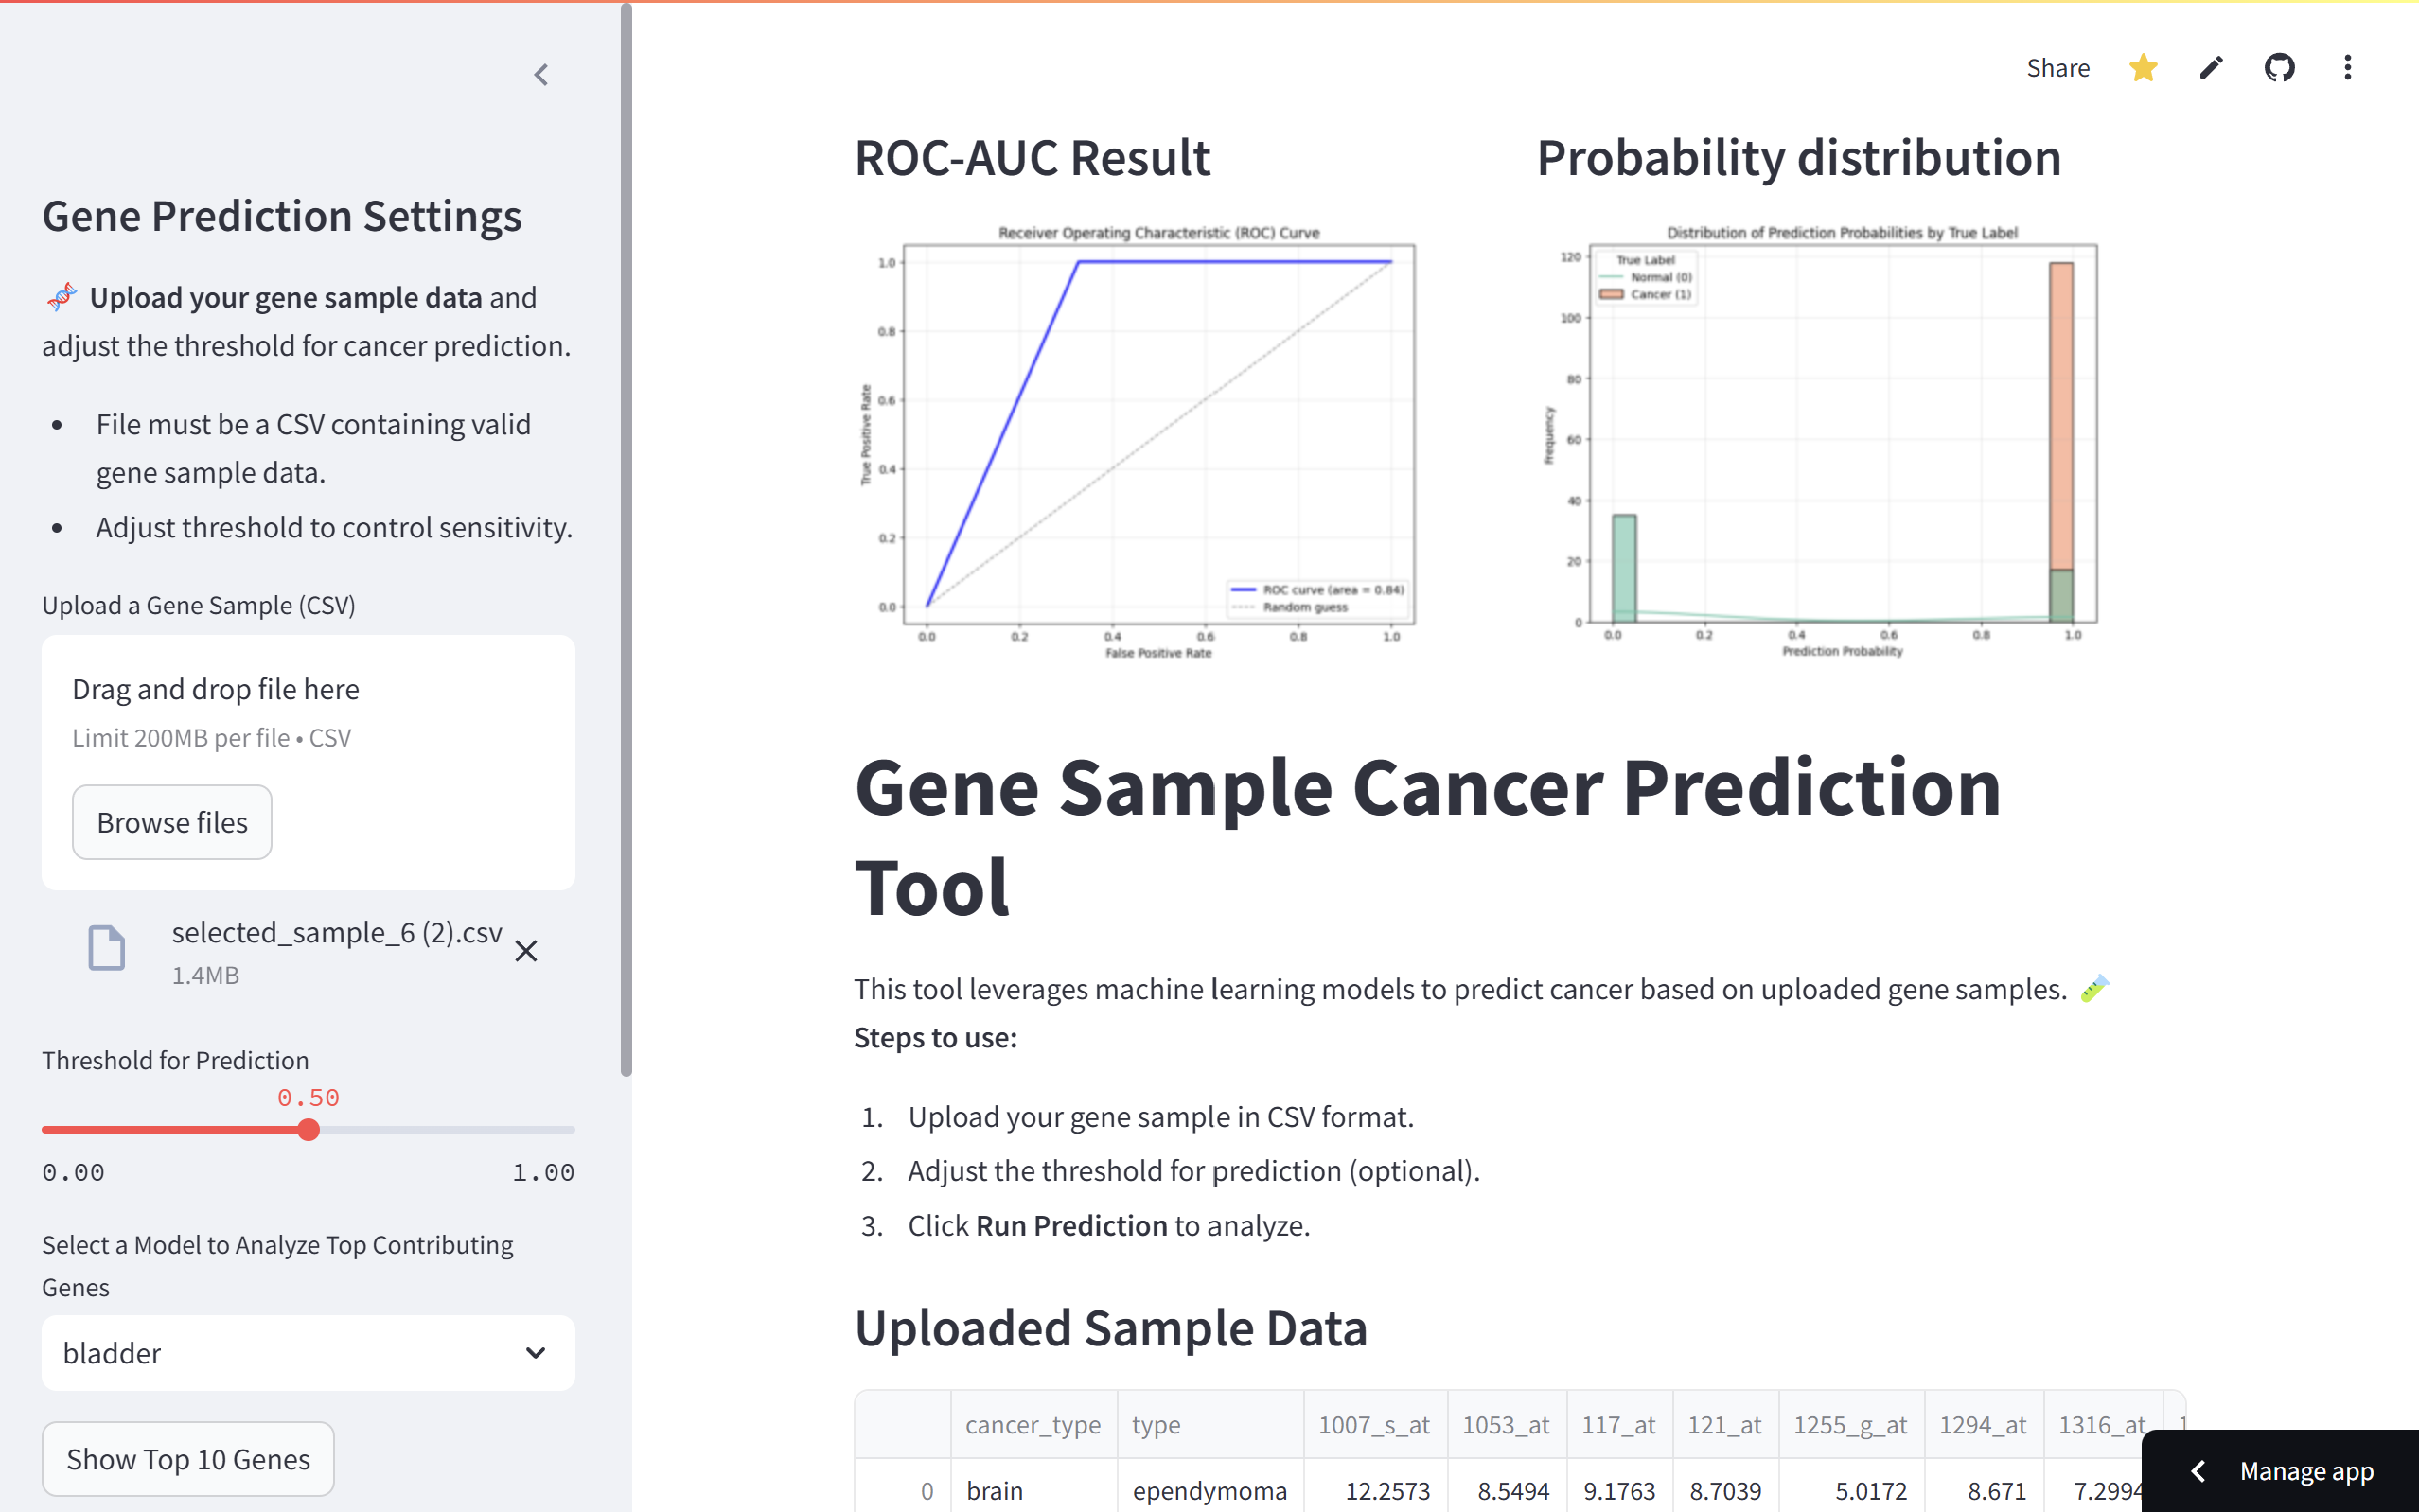 Gene Prediction Settings
Upload your gene sample data and
adjust the threshold for cancer prediction.
• File must be a CSV containing valid
gene sample data.
• Adjust threshold to control sensitivity.
Upload a Gene Sample (CSV)
Drag and drop file here
Limit 200MB per file • CSV
Browse files
selected_sample_6 (2).csv
1.4MB
Threshold for Prediction
0.50
0.00 1.00
Select a Model to Analyze Top Contributing
Genes
bladder
Show Top 10 Genes
Share
ROC-AUC Result
Receiver Operating Characteristic (ROC) Curve
True Positive Rate
1.0
0.8
0.6
0.4
0.2
0.0
ROC curve (area = 0.84)
Random guess
0.0 0.2 0.4 0.6 0.8 1.0
False Positive Rate
Probability distribution
Distribution of Prediction Probabilities by True Label
True Label
Normal (0)
Cancer (1)
Frequency
120
100
80
60
40
20
0
0.0 0.2 0.4 0.6 0.8 1.0
Prediction Probability
Gene Sample Cancer Prediction
Tool
This tool leverages machine learning models to predict cancer based on uploaded gene samples.
Steps to use:
1. Upload your gene sample in CSV format.
2. Adjust the threshold for prediction (optional).
3. Click Run Prediction to analyze.
Uploaded Sample Data
cancer_type type 1007_s_at 1053_at 117_at 121_at 1255_g_at 1294_at 1316_at
0 brain ependymoma 12.2573 8.5494 9.1763 8.7039 5.0172 8.671 7.2994
Manage app